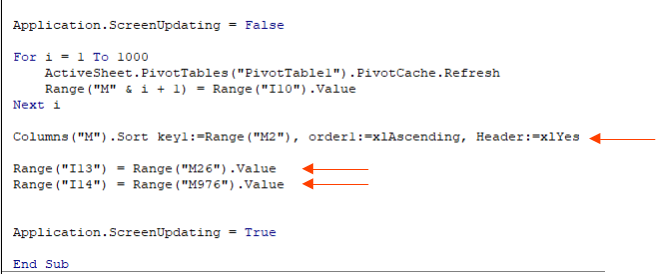 Application.ScreenUpdating = False
For i = 1 To 1000
ActiveSheet.PivotTables("PivotTable1").PivotCache.Refresh
Range("M" & i + 1) = Range("I10").Value
Next i
Columns("M").Sort key1:=Range("M2"), order1:=xlAscending, Header:=xlYes
Range("I13") = Range("M26").Value
Range("I14") = Range("M976").Value
Application.ScreenUpdating = True
End Sub